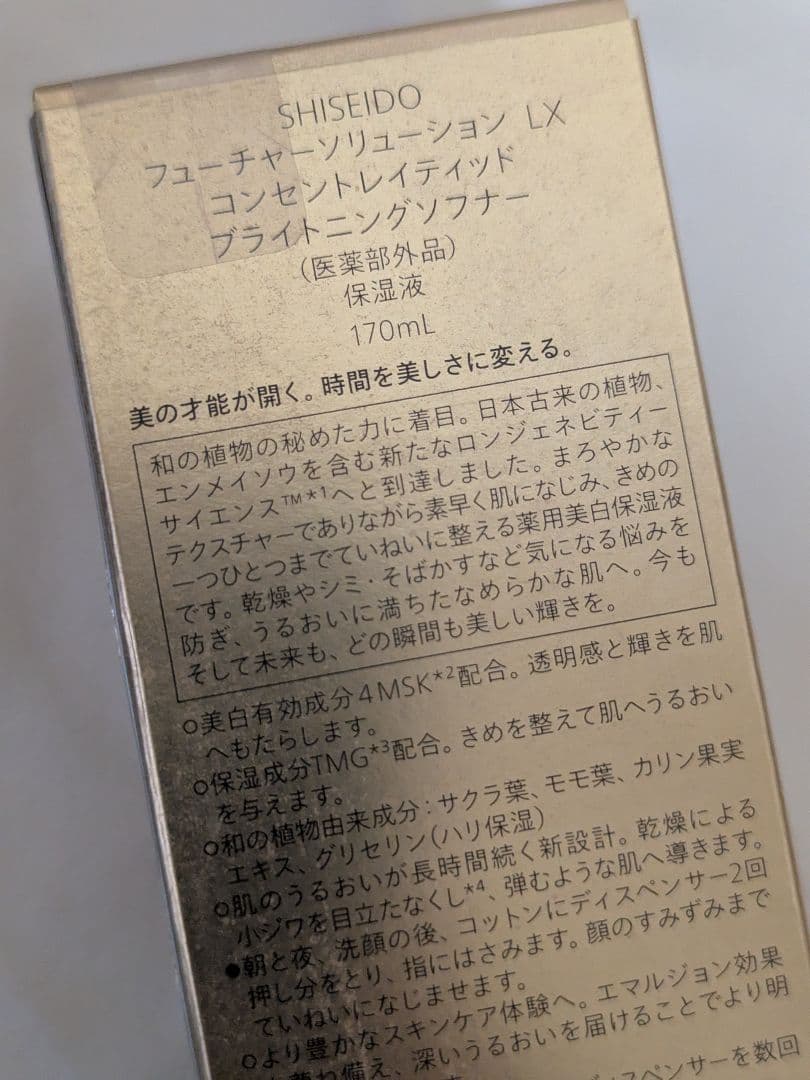 SHISEIDO
フューチャーソリューション LX
コンセントレイティッド
ブライトニングソフナー
(医薬部外品)
保湿液
170mL
美の才能が開く。時間を美しさに変える。
和の植物の秘めた力に着目。日本古来の植物、
エンメイソウを含む新たなロンジェネビティー
サイエンス™*1へと到達しました。まろやかな
テクスチャーでありながら素早く肌になじみ、きめの
一つひとつまでていねいに整える薬用美白保湿液
です。乾燥やシミ・そばかすなど気になる悩みを
防ぎ、うるおいに満ちたなめらかな肌へ。今も
そして未来も、どの瞬間も美しい輝きを。
○美白有効成分4MSK*2配合。透明感と輝きを肌
へもたらします。
○保湿成分TMG*3配合。きめを整えて肌へうるおい
を与えます。
○和の植物由来成分：サクラ葉、モモ葉、カリン果実
エキス、グリセリン(ハリ保湿)
○肌のうるおいが長時間続く新設計。乾燥による
小ジワを目立たなくし*4、弾むような肌へ導きます。
●朝と夜、洗顔の後、コットンにディスペンサー2回
押し分をとり、指にはさみます。顔のすみずみまで
ていねいになじませます。
○より豊かなスキンケア体験へ。エマルジョン効果
備え、深いうるおいを届けることでより明
ディスペンサーを数回